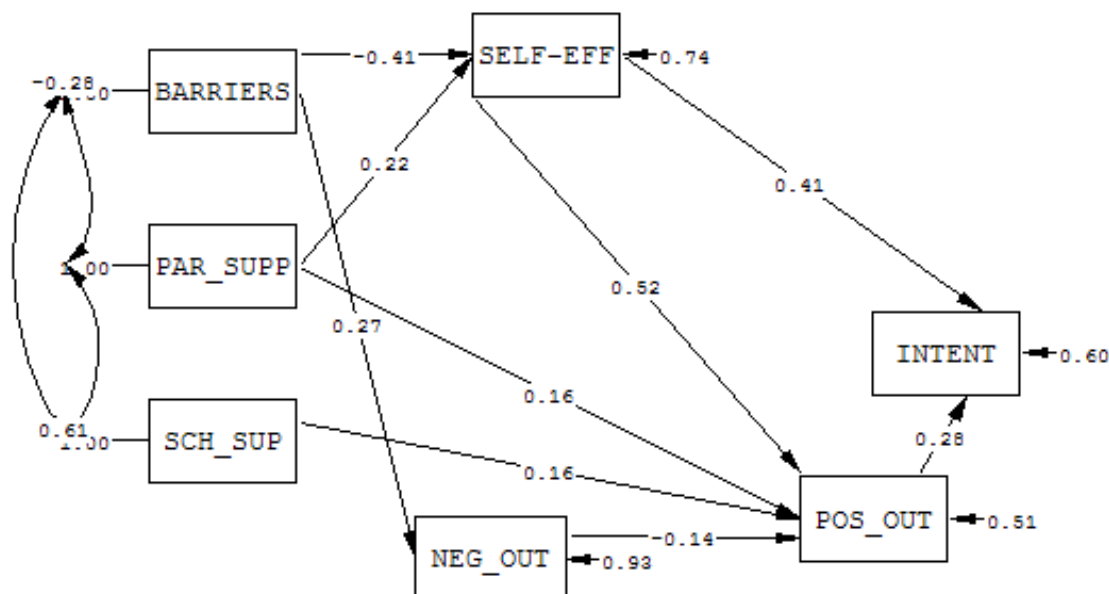 SELF-EFF
-0.41
0.74
-0.28
BARRIERS
0.22
0.41
PAR_SUPP
1.00
0.52
0.27
INTENT
0.60
0.16
0.61
SCH_SUP
0.28
0.16
POS_OUT
0.51
-0.14
NEG_OUT
0.93